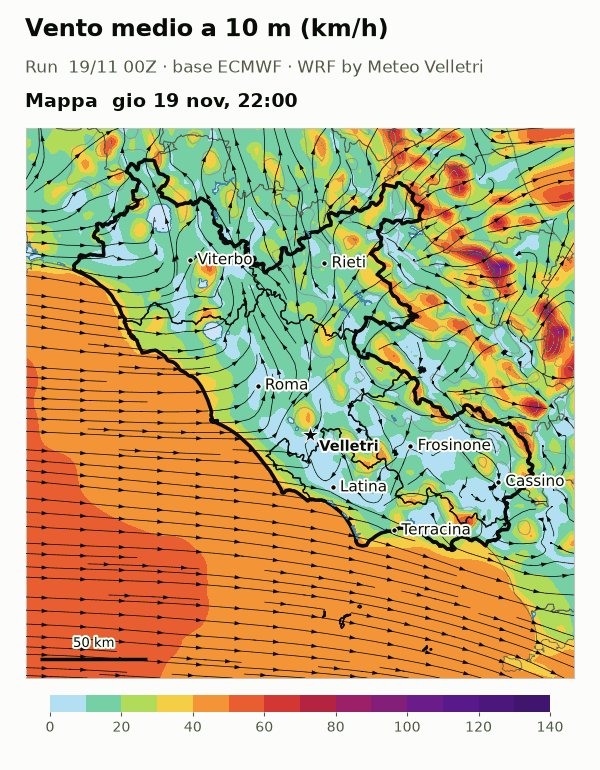 Vento medio a 10 m (km/h)
Run  19/11 00Z · base ECMWF · WRF by Meteo Velletri
Mappa  gio 19 nov, 22:00
Viterbo
Rieti
Roma
Velletri
Frosinone
Cassino
Latina
Terracina
50 km
0 20 40 60 80 100 120 140